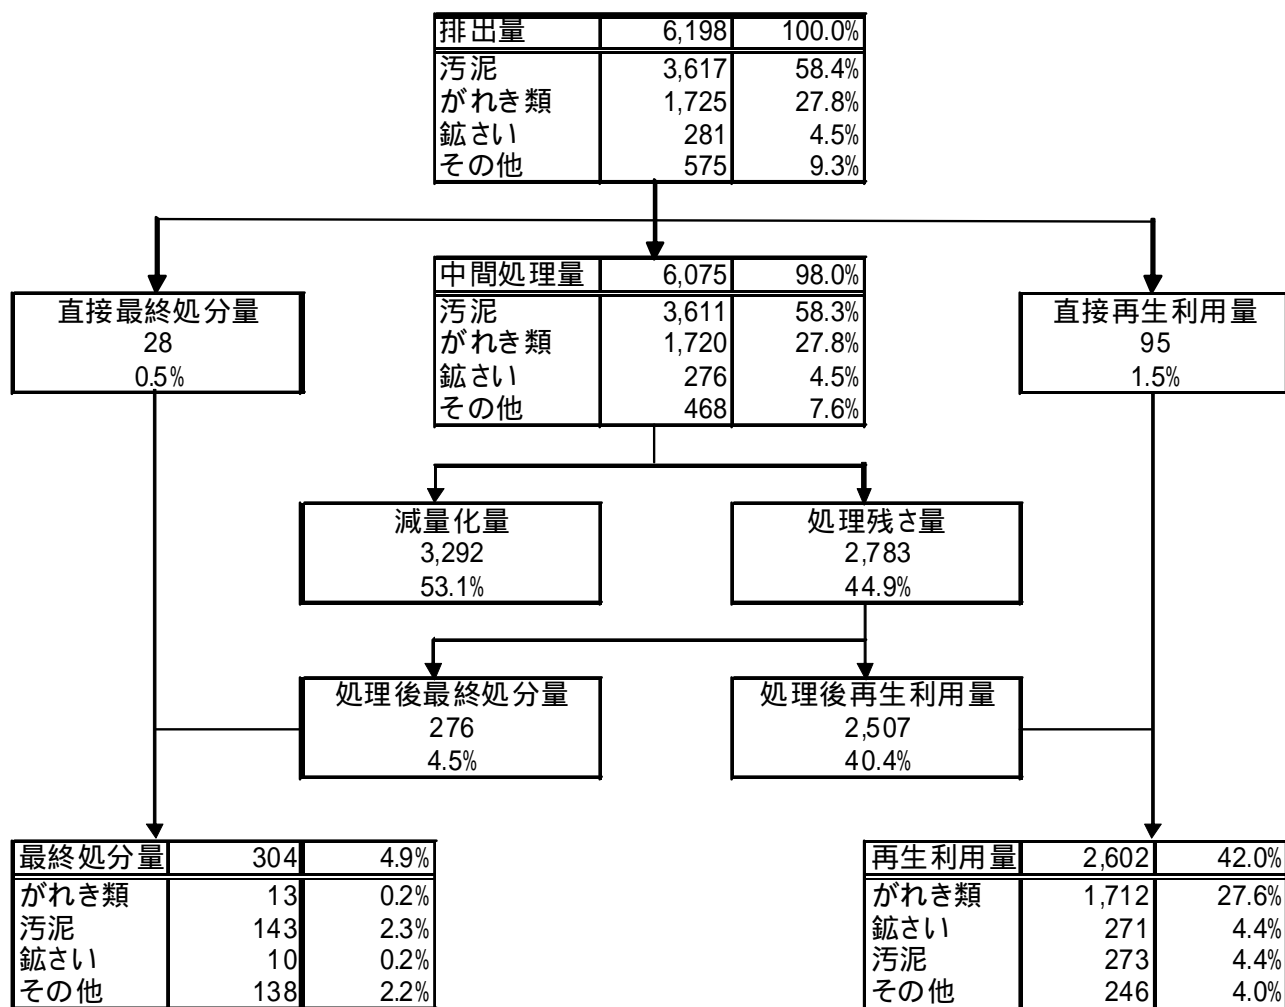 排出量 6,198 100.0%
汚泥 3,617 58.4%
がれき類 1,725 27.8%
鉱さい 281 4.5%
その他 575 9.3%
中間処理量 6,075 98.0%
汚泥 3,611 58.3%
がれき類 1,720 27.8%
鉱さい 276 4.5%
その他 468 7.6%
直接最終処分量
28
0.5%
直接再生利用量
95
1.5%
減量化量
3,292
53.1%
処理残さ量
2,783
44.9%
処理後最終処分量
276
4.5%
処理後再生利用量
2,507
40.4%
最終処分量 304 4.9%
がれき類 13 0.2%
汚泥 143 2.3%
鉱さい 10 0.2%
その他 138 2.2%
再生利用量 2,602 42.0%
がれき類 1,712 27.6%
鉱さい 271 4.4%
汚泥 273 4.4%
その他 246 4.0%